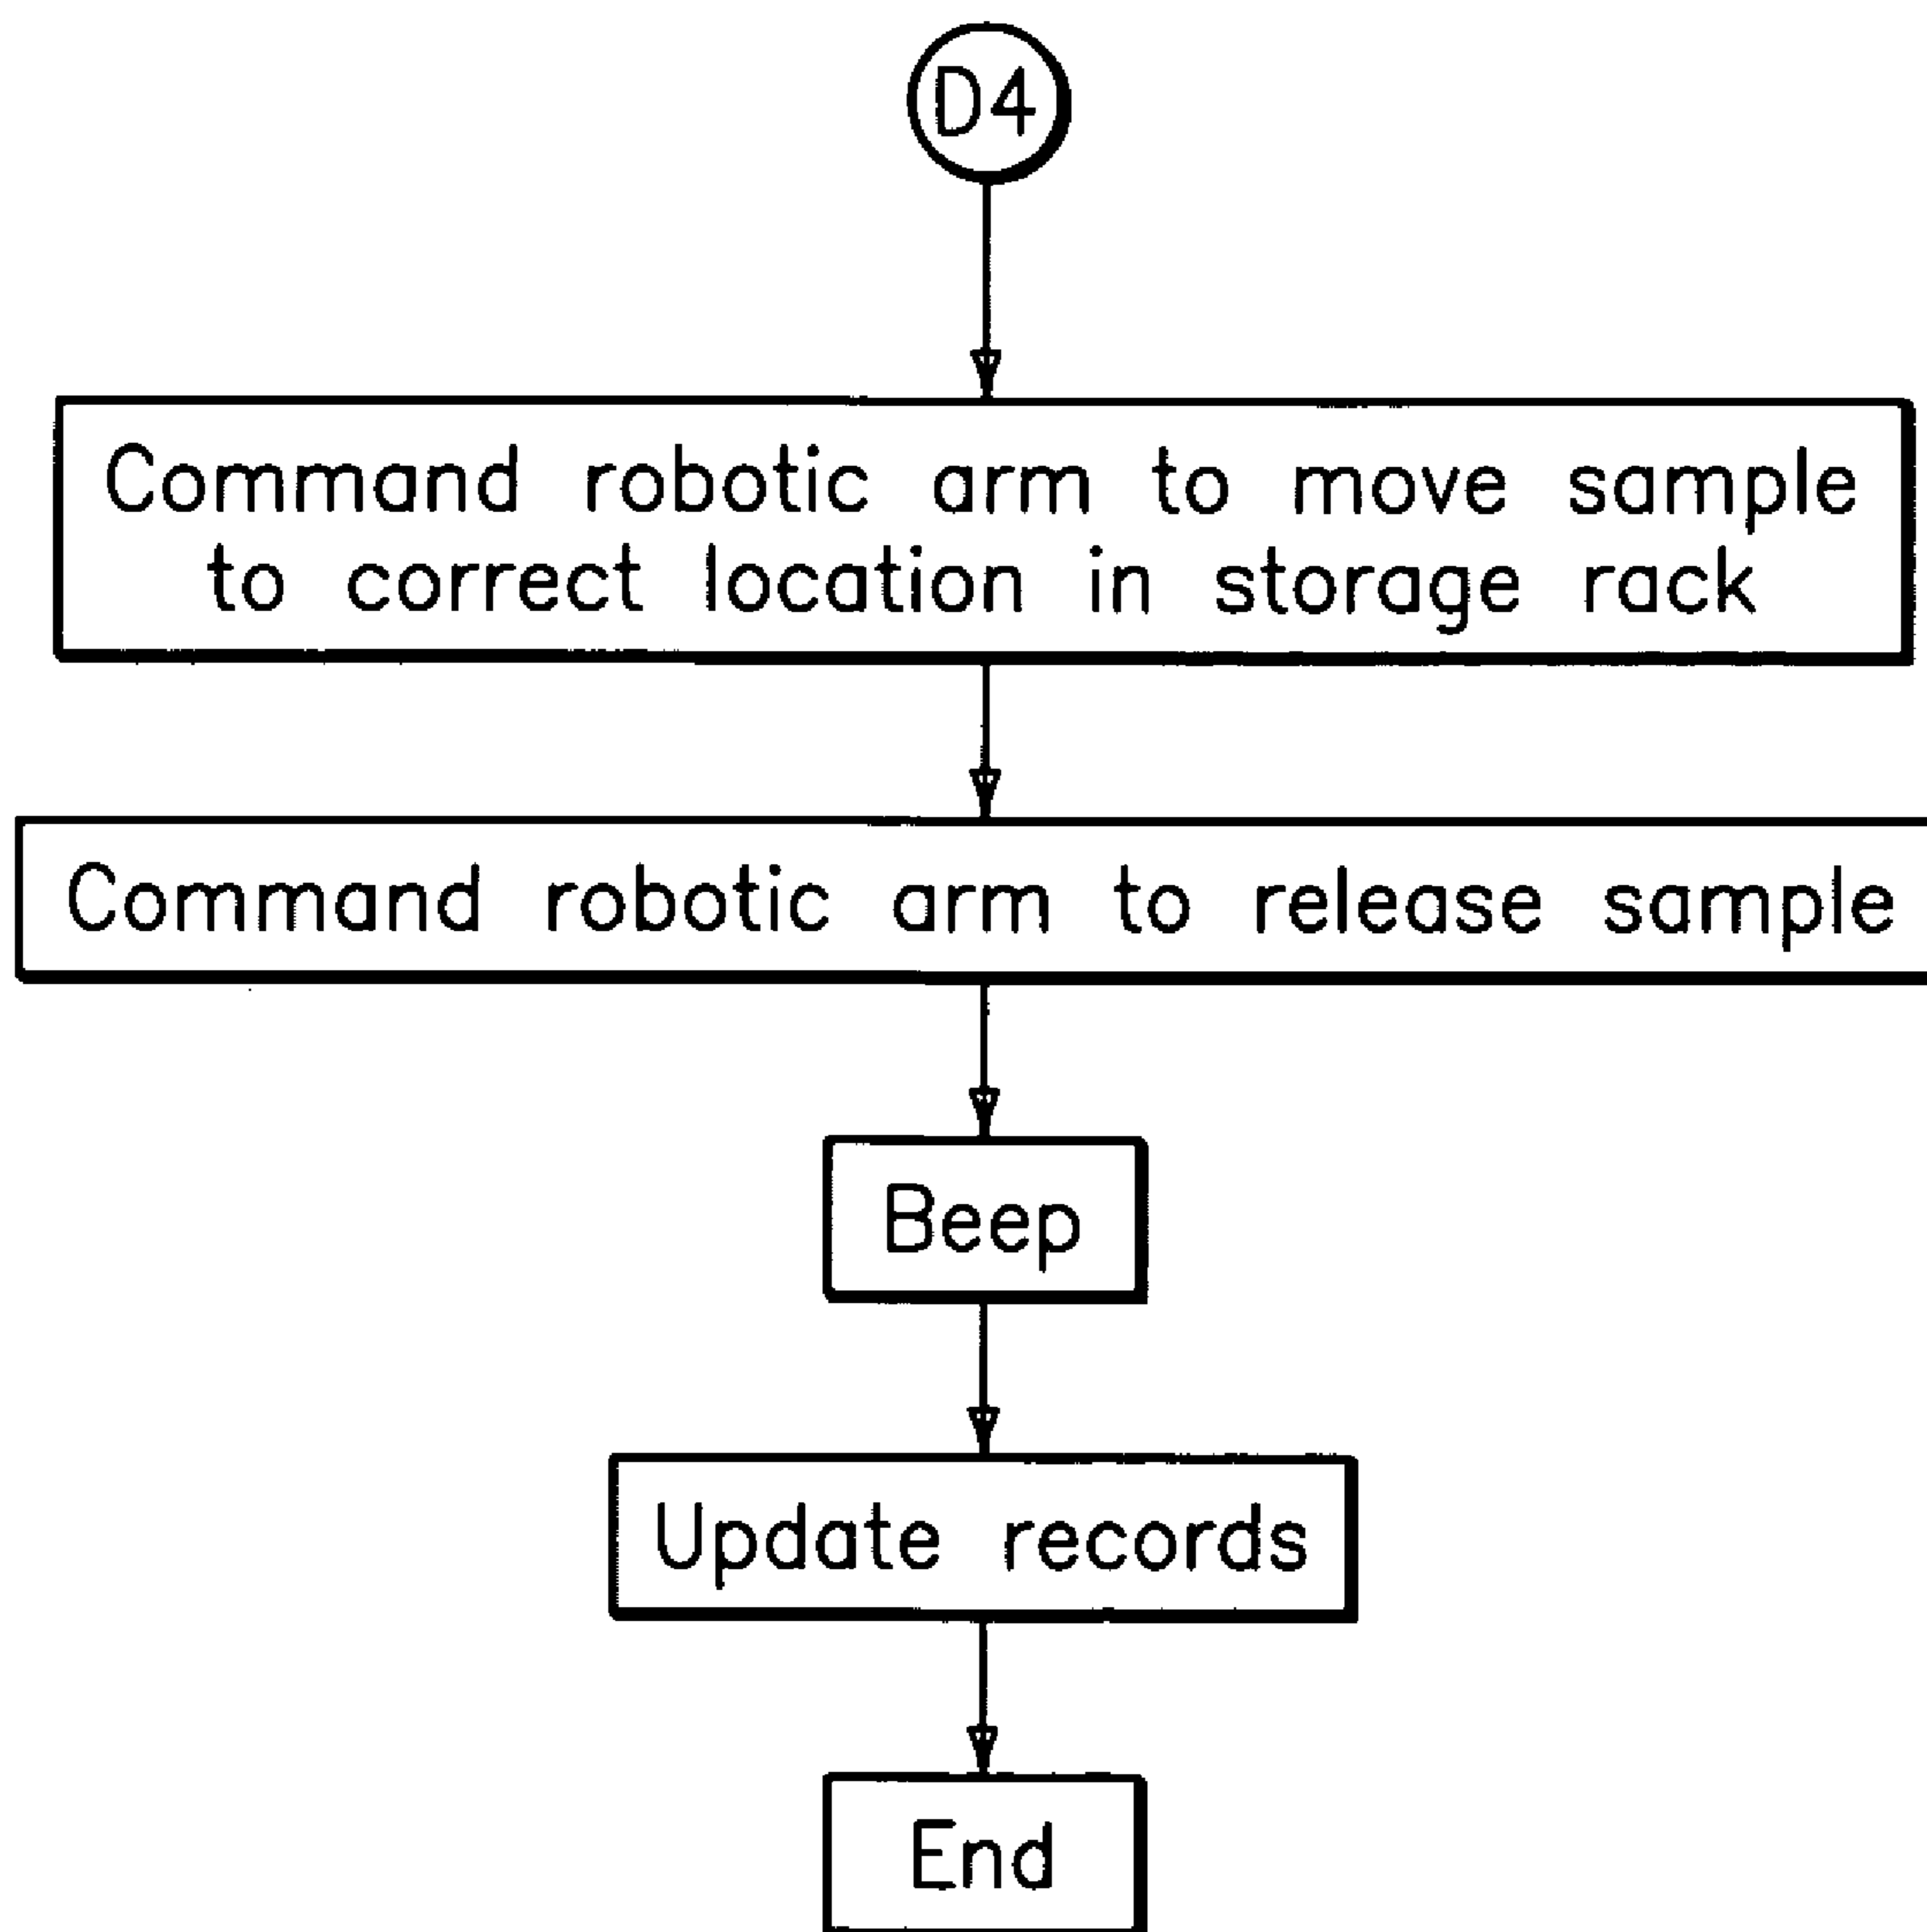 D4
Command robotic arm to move sample
to correct location in storage rack
Command robotic arm to release sample
Beep
Update records
End